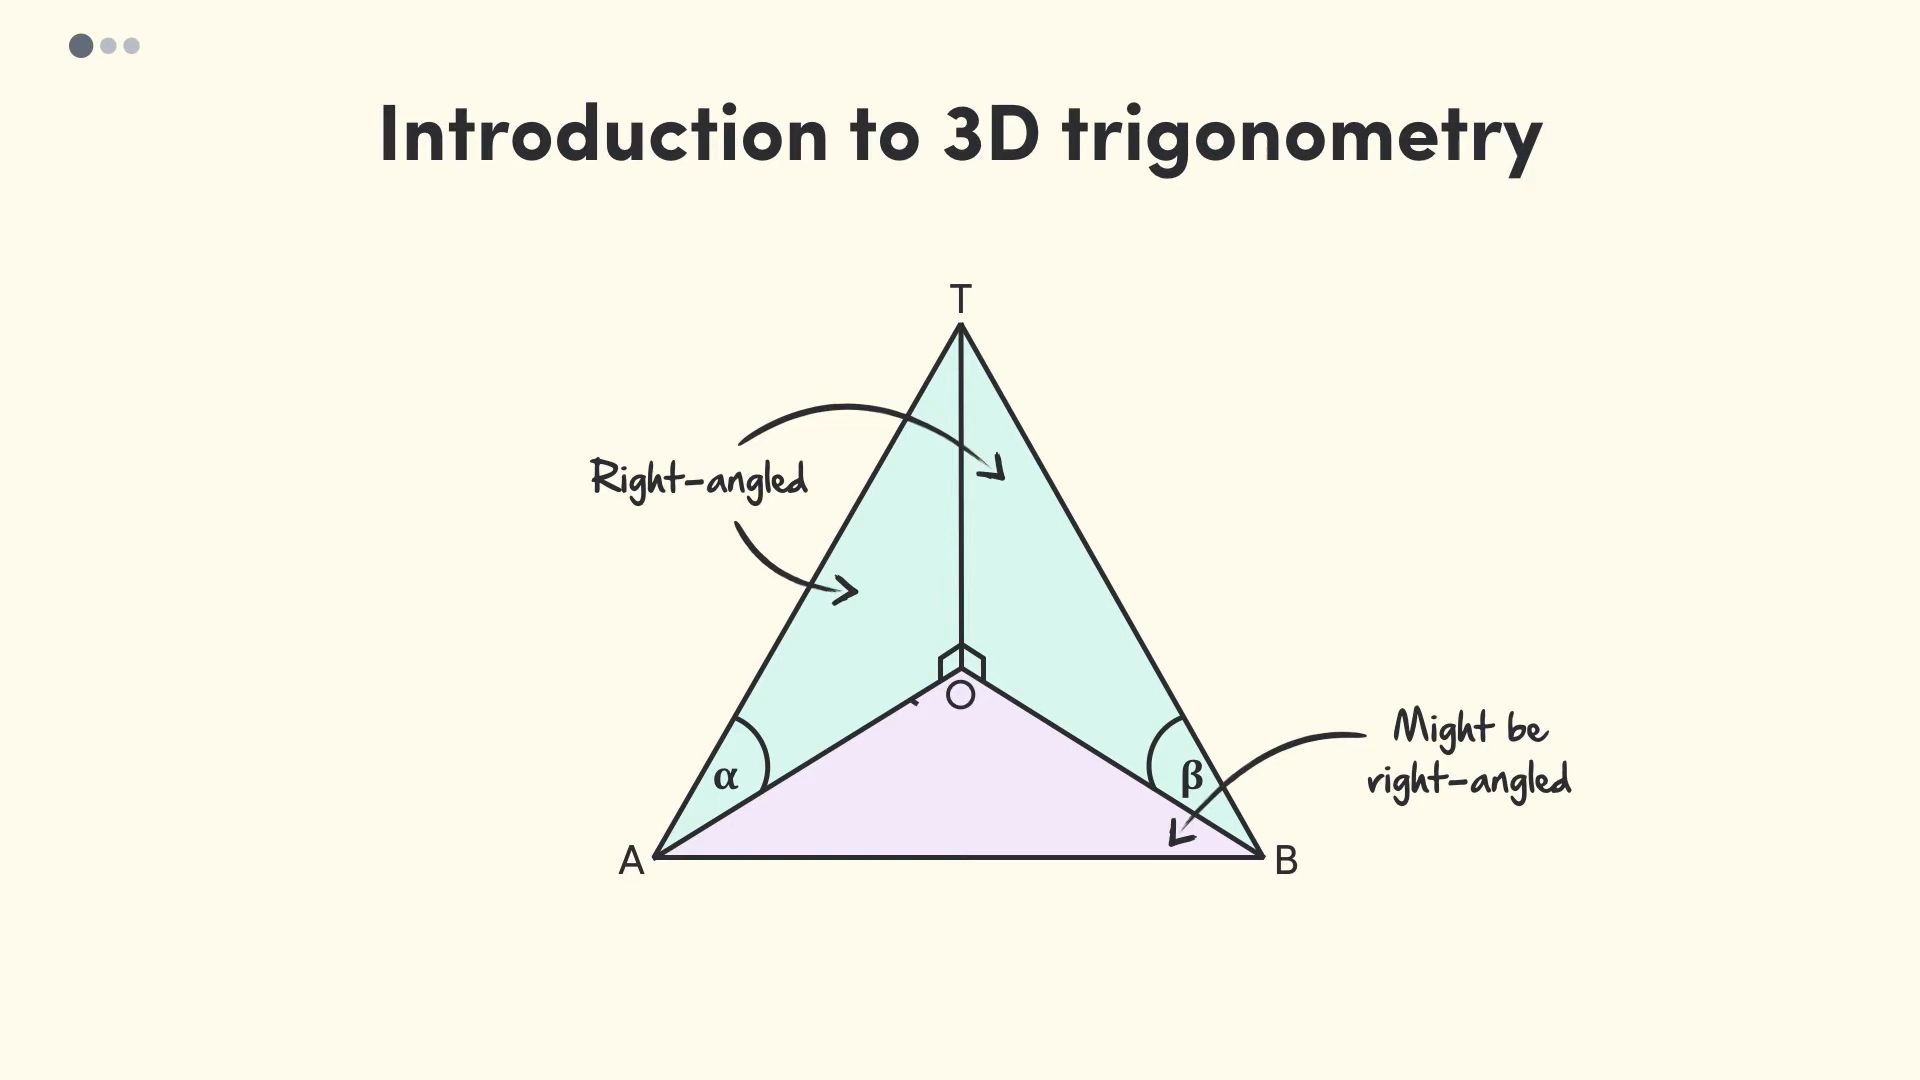 Introduction to 3D trigonometry
T
Right-angled
O
Might be
right-angled
α
β
A
B